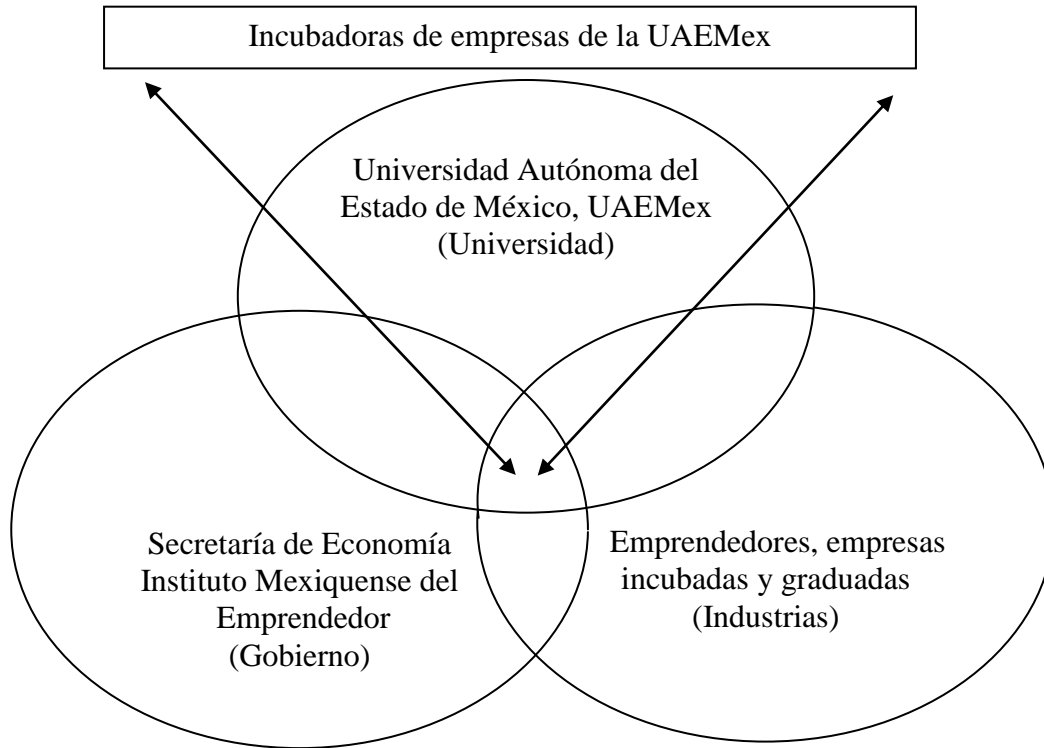 Incubadoras de empresas de la UAEMex
Universidad Autónoma del
Estado de México, UAEMex
(Universidad)
Secretaría de Economía
Instituto Mexiquense del
Emprendedor
(Gobierno)
Emprendedores, empresas
incubadas y graduadas
(Industrias)